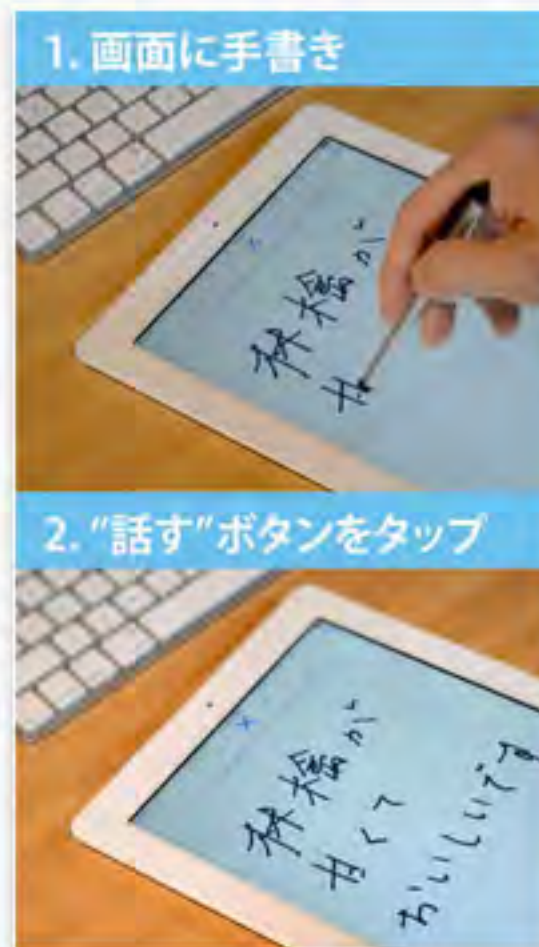 1. 画面に手書き
林檎が
甘
2. "話す"ボタンをタップ
林檎が
甘くて
おいしいです